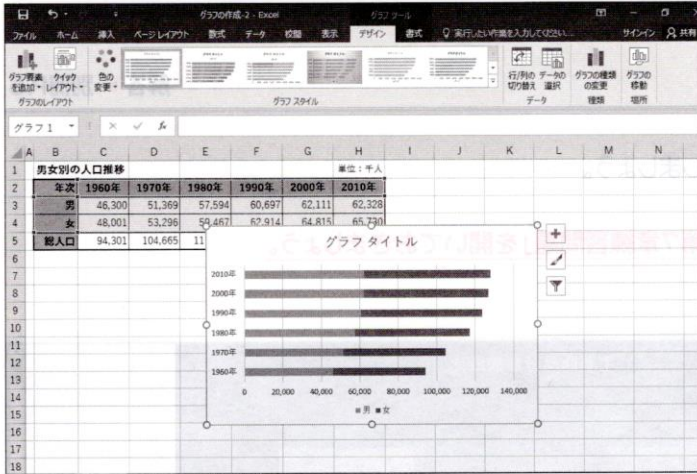 グラフの作成-2 - Excel
グラフ ツール
ファイル ホーム 挿入 ページ レイアウト 数式 データ 校閲 表示 デザイン 書式 実行したい作業を入力してください... サインイン 共有
グラフ要素を追加 クイック レイアウト 色の変更 行/列の切り替え データの選択 グラフの種類の変更 グラフの移動
グラフのレイアウト グラフ スタイル データ 種類 場所
グラフ 1 fx
A B C D E F G H I J K L M N
1 男女別の人口推移 単位：千人
2 年次 1960年 1970年 1980年 1990年 2000年 2010年
3 男 46,300 51,369 57,594 60,697 62,111 62,328
4 女 48,001 53,296 59,467 62,914 64,815 65,730
5 総人口 94,301 104,665 11
6
7
8
9
10
11
12
13
14
15
16
17
18
グラフ タイトル
2010年
2000年
1990年
1980年
1970年
1960年
0 20,000 40,000 60,000 80,000 100,000 120,000 140,000
■男 ■女